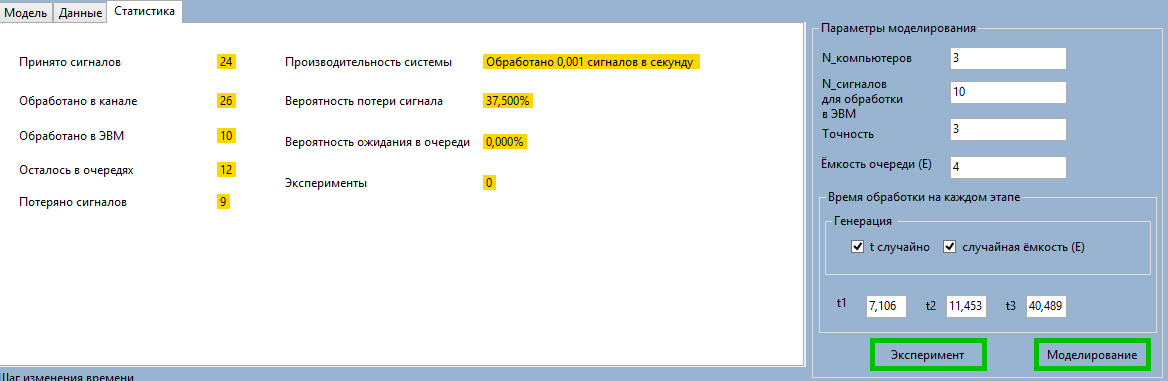 Модель Данные Статистика
Принято сигналов 24
Производительность системы Обработано 0,001 сигналов в секунду
Обработано в канале 26
Вероятность потери сигнала 37,500%
Обработано в ЭВМ 10
Вероятность ожидания в очереди 0,000%
Осталось в очередях 12
Эксперименты 0
Потеряно сигналов 9
Параметры моделирования
N_компьютеров 3
N_сигналов
для обработки
в ЭВМ
10
Точность 3
Ёмкость очереди (E) 4
Время обработки на каждом этапе
Генерация
t случайно случайная ёмкость (E)
t1 7,106 t2 11,453 t3 40,489
Эксперимент Моделирование
Шаг изменения времени